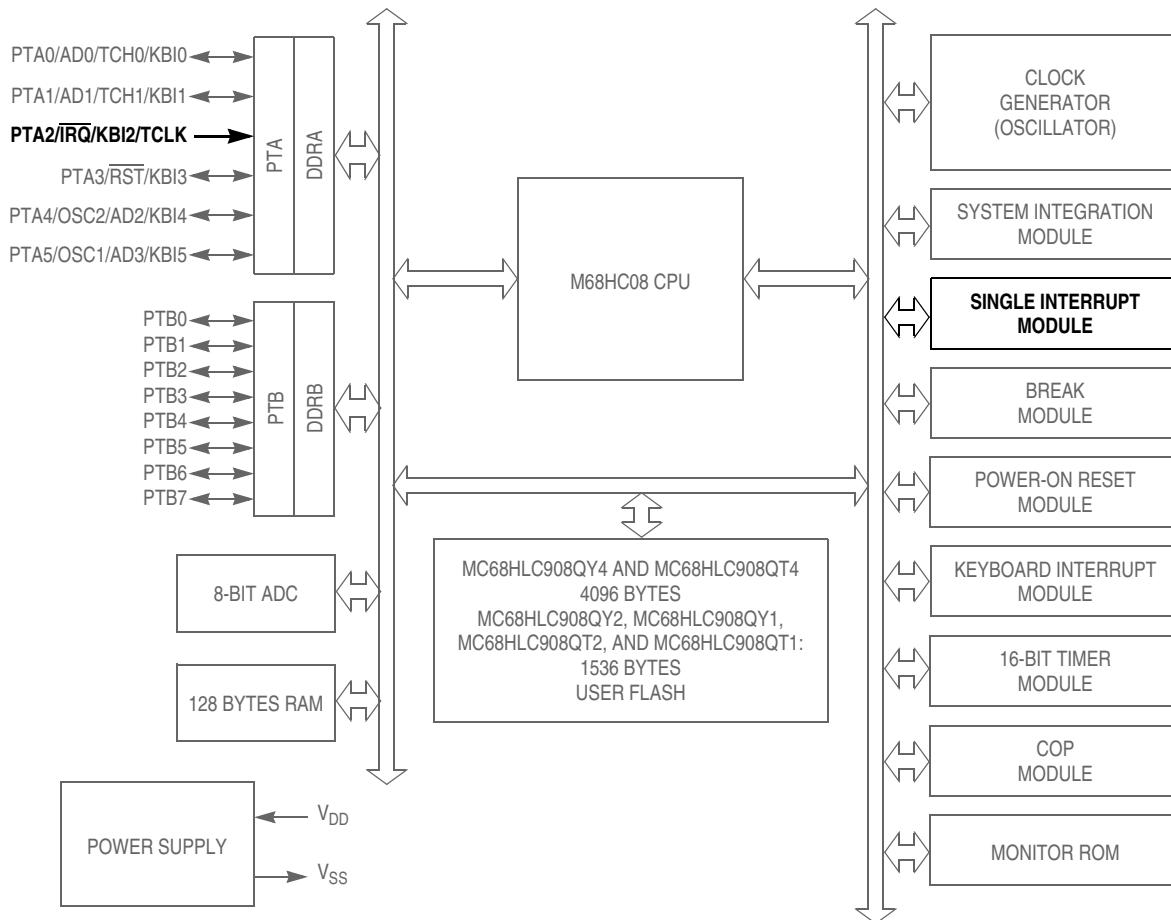 PTA0/AD0/TCH0/KBI0
PTA1/AD1/TCH1/KBI1
PTA2/I̅R̅Q̅/KBI2/TCLK
PTA3/R̅S̅T̅/KBI3
PTA4/OSC2/AD2/KBI4
PTA5/OSC1/AD3/KBI5
PTA
DDRA
PTB0
PTB1
PTB2
PTB3
PTB4
PTB5
PTB6
PTB7
PTB
DDRB
8-BIT ADC
128 BYTES RAM
POWER SUPPLY
VDD
VSS
M68HC08 CPU
MC68HLC908QY4 AND MC68HLC908QT4
4096 BYTES
MC68HLC908QY2, MC68HLC908QY1,
MC68HLC908QT2, AND MC68HLC908QT1:
1536 BYTES
USER FLASH
CLOCK
GENERATOR
(OSCILLATOR)
SYSTEM INTEGRATION
MODULE
SINGLE INTERRUPT
MODULE
BREAK
MODULE
POWER-ON RESET
MODULE
KEYBOARD INTERRUPT
MODULE
16-BIT TIMER
MODULE
COP
MODULE
MONITOR ROM